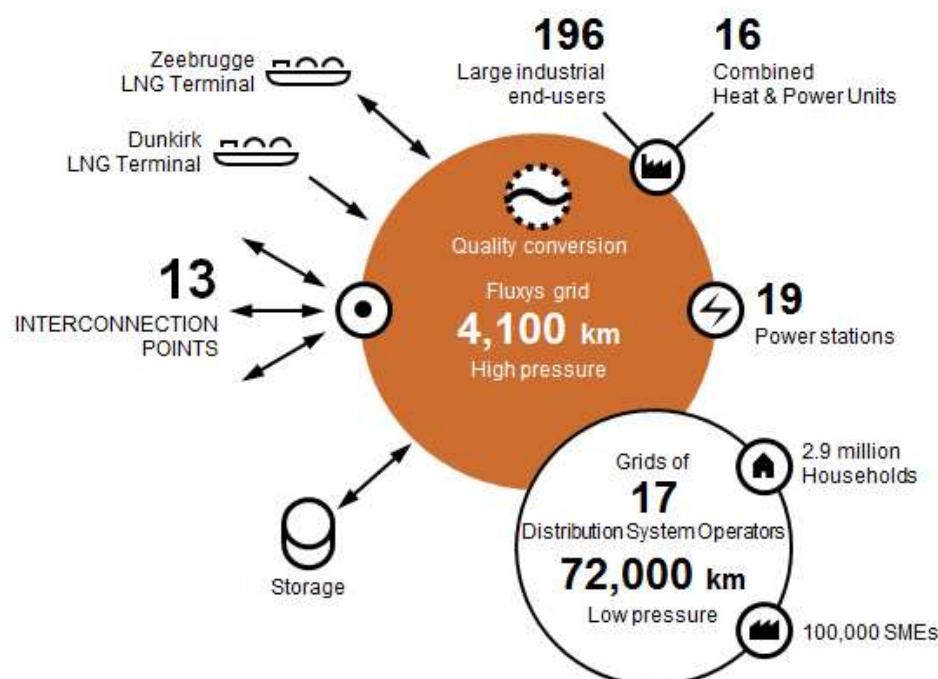 Zeebrugge
LNG Terminal
Dunkirk
LNG Terminal
13
INTERCONNECTION
POINTS
Storage
196
Large industrial
end-users
16
Combined
Heat & Power Units
Quality conversion
Fluxys grid
4,100 km
High pressure
19
Power stations
Grids of
17
Distribution System Operators
72,000 km
Low pressure
2.9 million
Households
100,000 SMEs